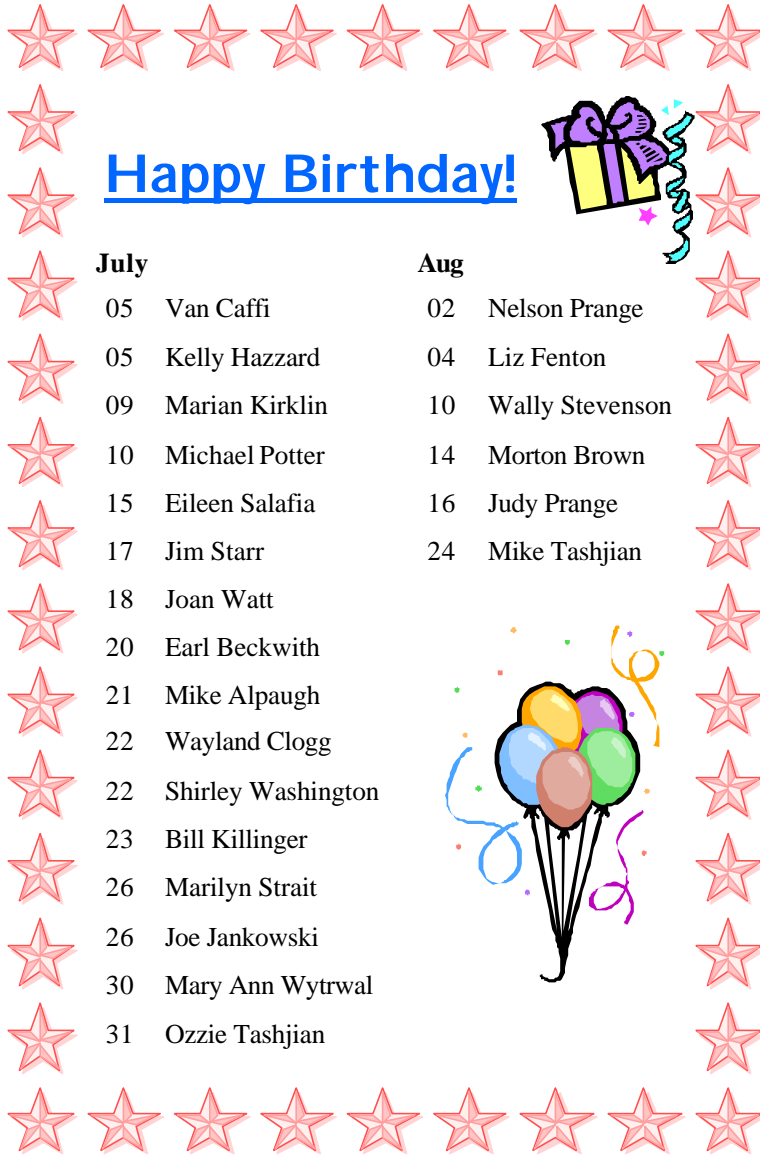 Happy Birthday!
July
05 Van Caffi
05 Kelly Hazzard
09 Marian Kirklin
10 Michael Potter
15 Eileen Salafia
17 Jim Starr
18 Joan Watt
20 Earl Beckwith
21 Mike Alpaugh
22 Wayland Clogg
22 Shirley Washington
23 Bill Killinger
26 Marilyn Strait
26 Joe Jankowski
30 Mary Ann Wytrwal
31 Ozzie Tashjian
Aug
02 Nelson Prange
04 Liz Fenton
10 Wally Stevenson
14 Morton Brown
16 Judy Prange
24 Mike Tashjian